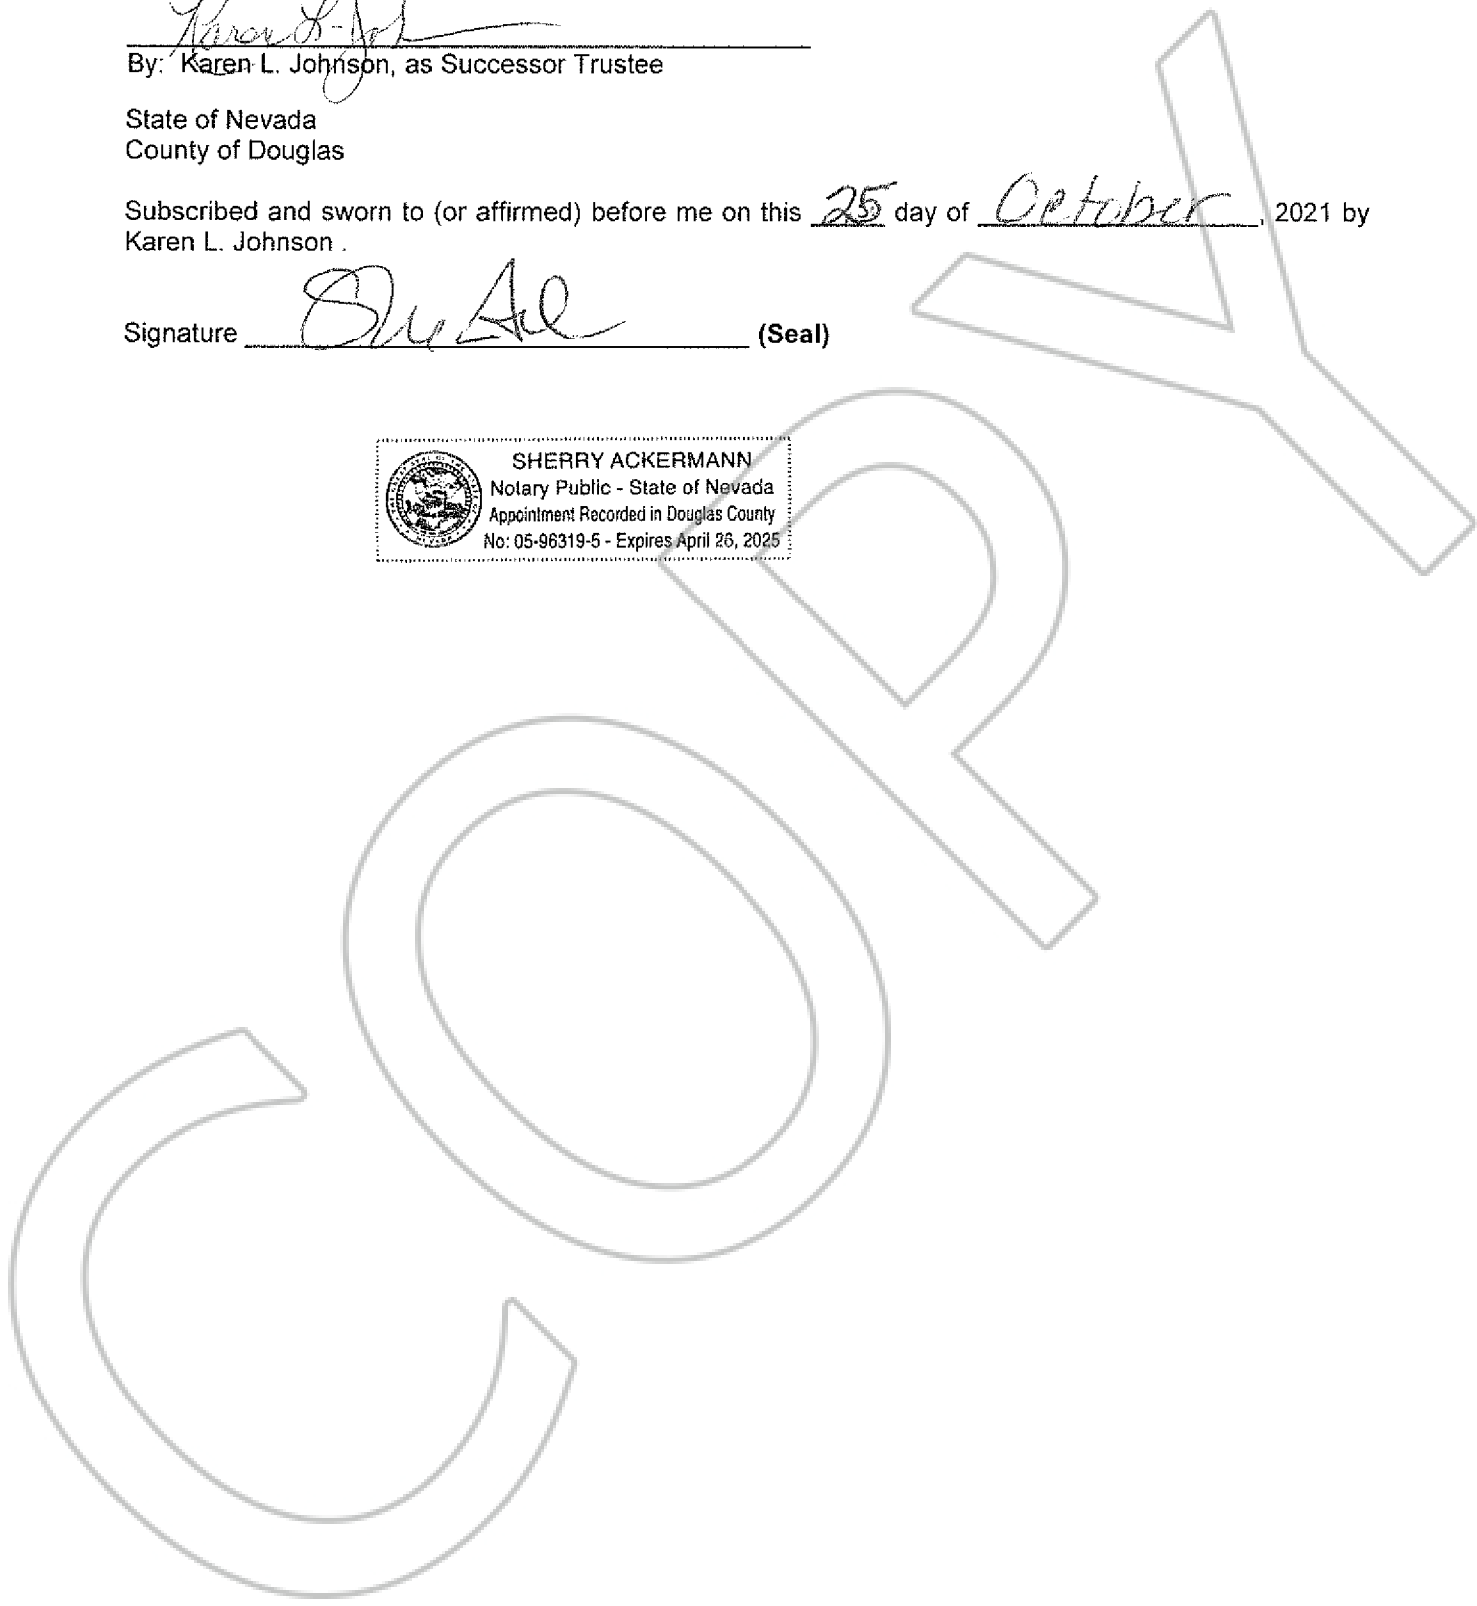 Karen L. Joh
By: Karen L. Johnson, as Successor Trustee
State of Nevada
County of Douglas
Subscribed and sworn to (or affirmed) before me on this 25 day of October, 2021 by
Karen L. Johnson .
Signature (Seal)
SHERRY ACKERMANN
Notary Public - State of Nevada
Appointment Recorded in Douglas County
No: 05-96319-5 - Expires April 26, 2025
COPY